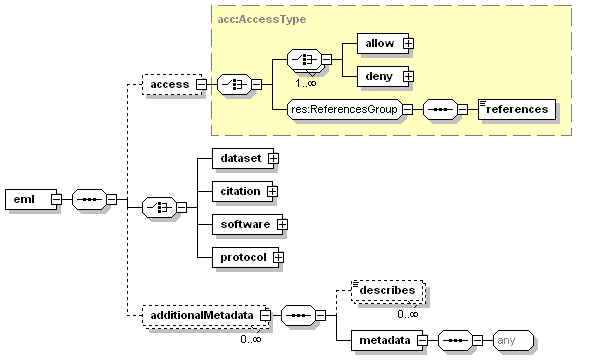 acc:AccessType
allow
deny
1..∞
access
res:ReferencesGroup
references
dataset
citation
eml
software
protocol
describes
0..∞
additionalMetadata
0..∞
metadata
any